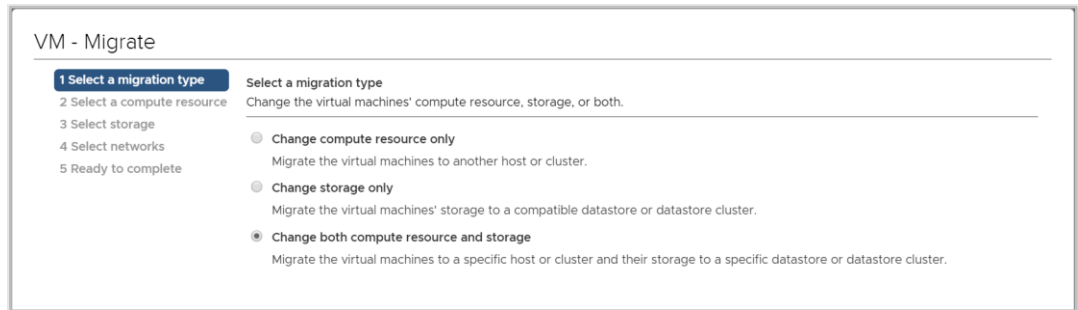 VM - Migrate
1 Select a migration type
2 Select a compute resource
3 Select storage
4 Select networks
5 Ready to complete
Select a migration type
Change the virtual machines' compute resource, storage, or both.
Change compute resource only
Migrate the virtual machines to another host or cluster.
Change storage only
Migrate the virtual machines' storage to a compatible datastore or datastore cluster.
Change both compute resource and storage
Migrate the virtual machines to a specific host or cluster and their storage to a specific datastore or datastore cluster.